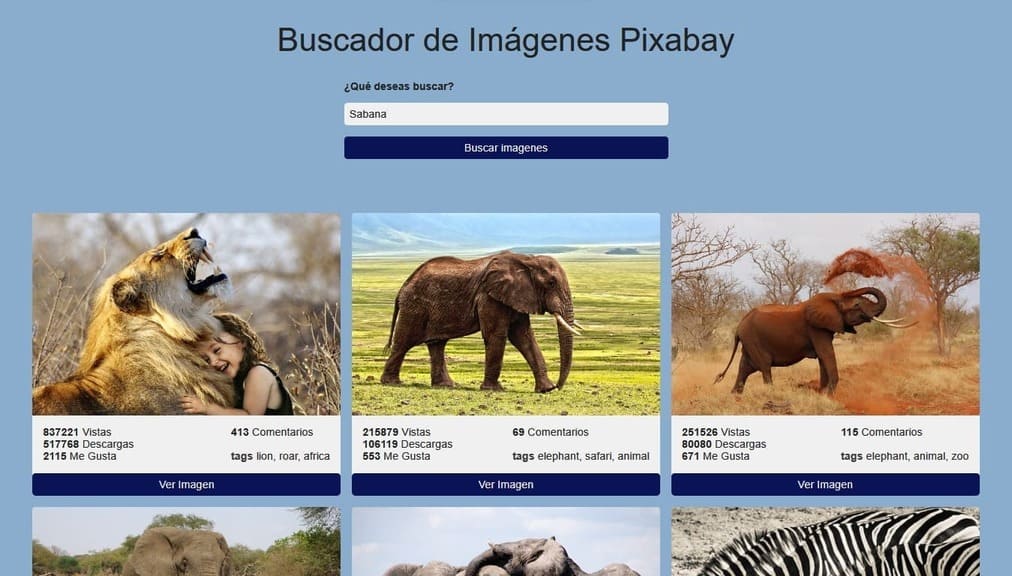 Buscador de Imágenes Pixabay
¿Qué deseas buscar?
Sabana
Buscar imagenes
837221 Vistas
517768 Descargas
2115 Me Gusta
413 Comentarios
tags lion, roar, africa
Ver Imagen
215879 Vistas
106119 Descargas
553 Me Gusta
69 Comentarios
tags elephant, safari, animal
Ver Imagen
251526 Vistas
80080 Descargas
671 Me Gusta
115 Comentarios
tags elephant, animal, zoo
Ver Imagen